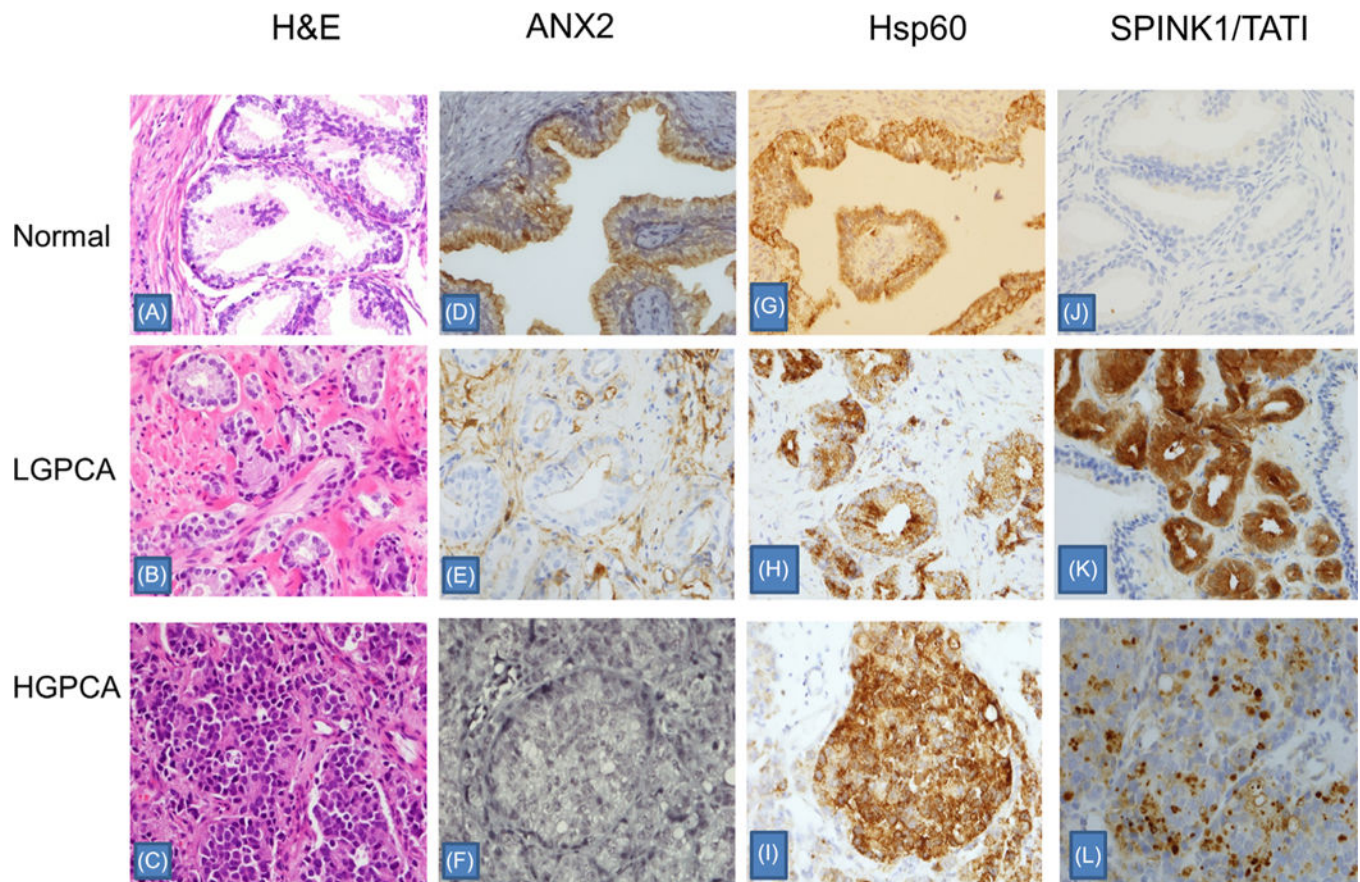 H&E ANX2 Hsp60 SPINK1/TATI
Normal
(A) (D) (G) (J)
LGPCA
(B) (E) (H) (K)
HGPCA
(C) (F) (I) (L)